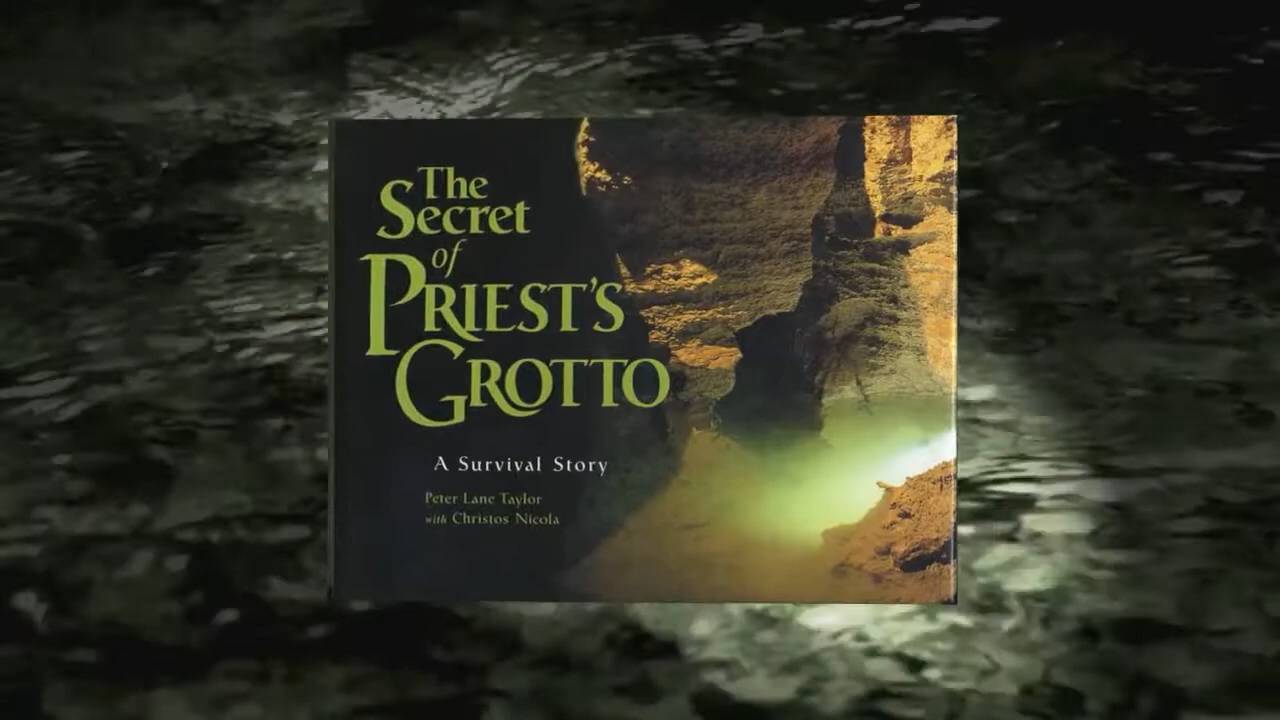 The
Secret
of
PRIEST'S
GROTTO
A Survival Story
Peter Lane Taylor
with Christos Nicola